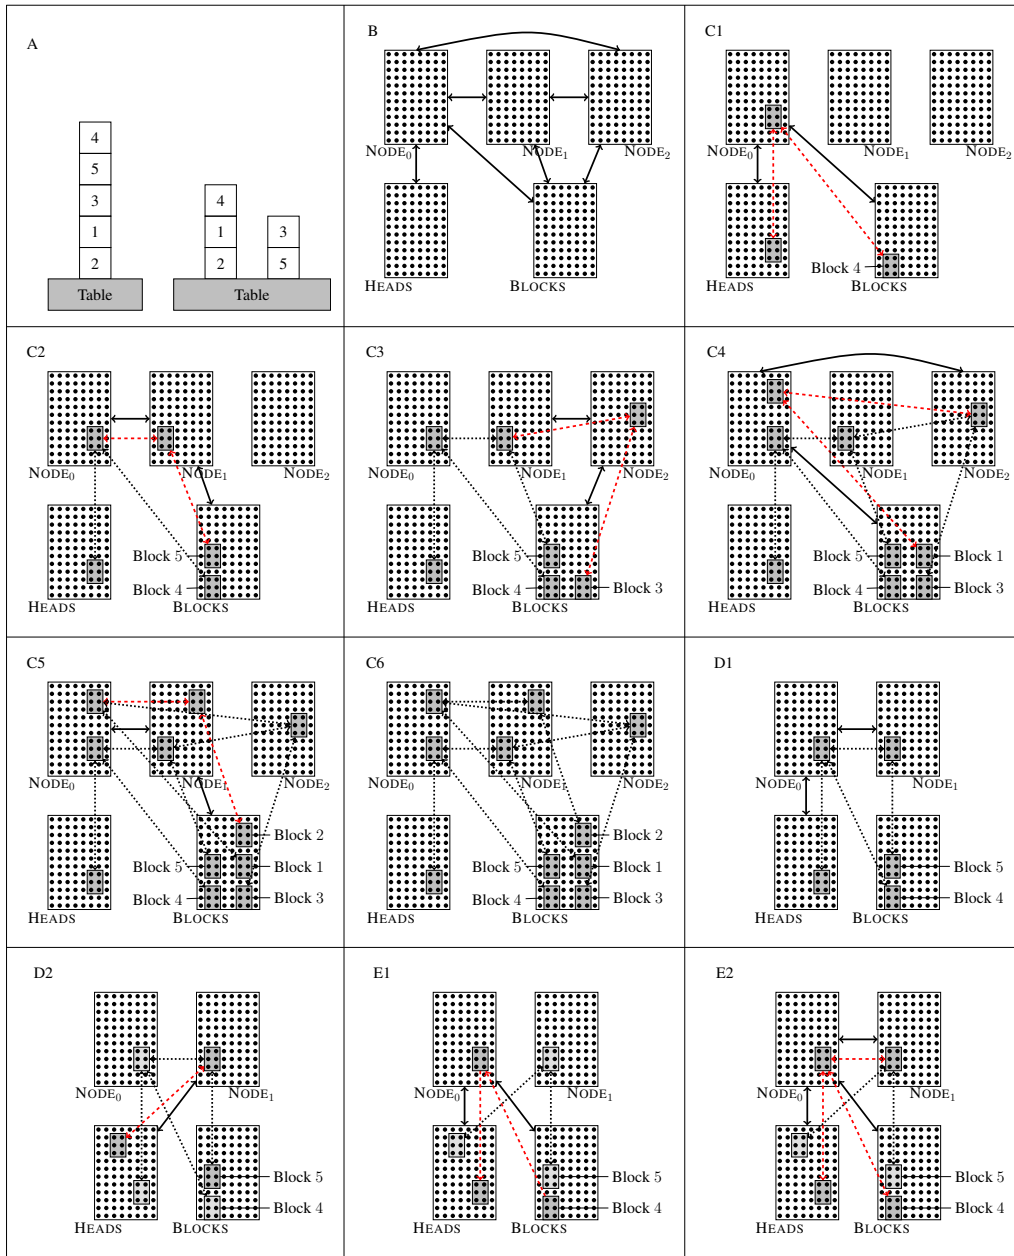 A
4
5
3
1
2
Table
4
1
2
3
5
Table
B
NODE0
NODE1
NODE2
HEADS
BLOCKS
C1
NODE0
NODE1
NODE2
Block 4
HEADS
BLOCKS
C2
NODE0
NODE1
NODE2
Block 5
Block 4
HEADS
BLOCKS
C3
NODE0
NODE1
NODE2
Block 5
Block 4
Block 3
HEADS
BLOCKS
C4
NODE0
NODE1
NODE2
Block 5
Block 1
Block 4
Block 3
HEADS
BLOCKS
C5
NODE0
NODE1
NODE2
Block 2
Block 5
Block 1
Block 4
Block 3
HEADS
BLOCKS
C6
NODE0
NODE1
NODE2
Block 2
Block 5
Block 1
Block 4
Block 3
HEADS
BLOCKS
D1
NODE0
NODE1
Block 5
Block 4
HEADS
BLOCKS
D2
NODE0
NODE1
Block 5
Block 4
HEADS
BLOCKS
E1
NODE0
NODE1
Block 5
Block 4
HEADS
BLOCKS
E2
NODE0
NODE1
Block 5
Block 4
HEADS
BLOCKS